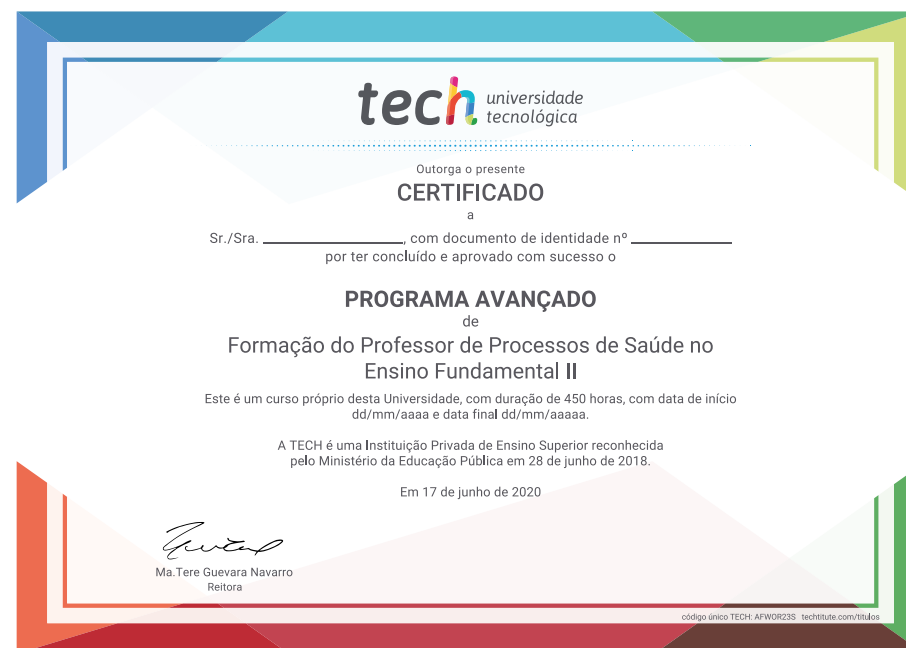 tech universidade
tecnológica
Outorga o presente
CERTIFICADO
a
Sr./Sra. ____________, com documento de identidade nº ____________
por ter concluído e aprovado com sucesso o
PROGRAMA AVANÇADO
de
Formação do Professor de Processos de Saúde no
Ensino Fundamental II
Este é um curso próprio desta Universidade, com duração de 450 horas, com data de início
dd/mm/aaaa e data final dd/mm/aaaaa.
A TECH é uma Instituição Privada de Ensino Superior reconhecida
pelo Ministério da Educação Pública em 28 de junho de 2018.
Em 17 de junho de 2020
Ma.Tere Guevara Navarro
Reitora
código único TECH: AFWOR23S techtitute.com/titulos